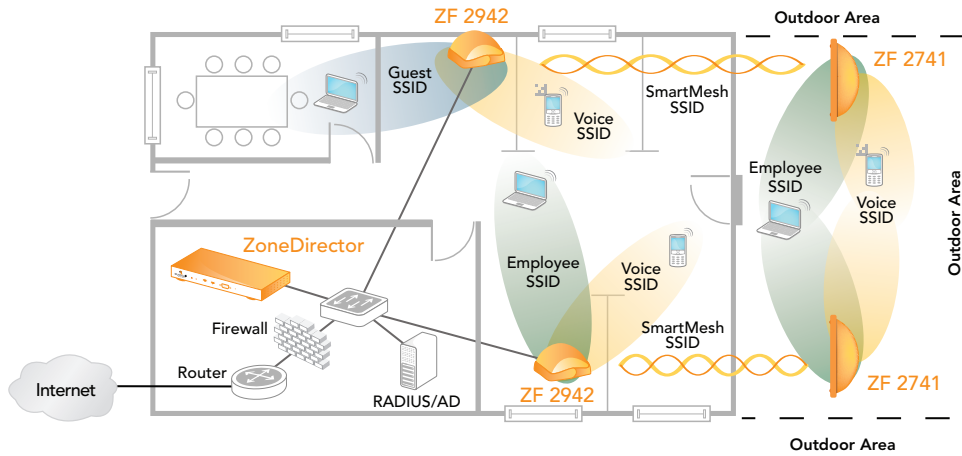 ZF 2942
Outdoor Area
ZF 2741
Guest
SSID
SmartMesh
SSID
Voice
SSID
Employee
SSID
Voice
SSID
Outdoor Area
ZoneDirector
Employee
SSID
Voice
SSID
Firewall
SmartMesh
SSID
Router
Internet
RADIUS/AD
ZF 2942
ZF 2741
Outdoor Area